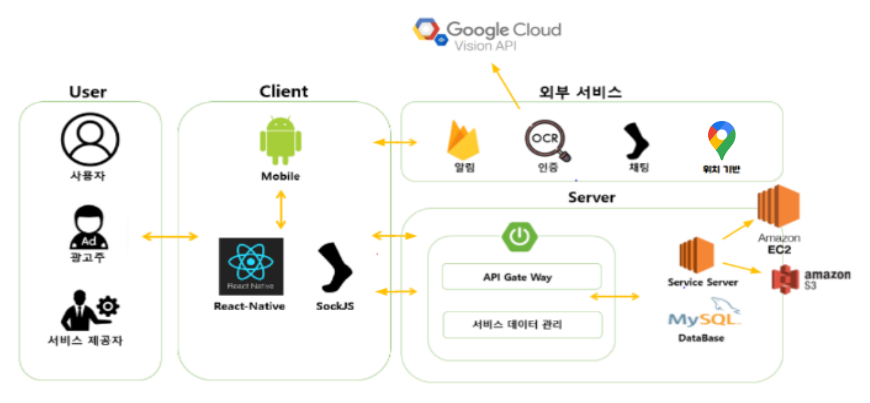 Google Cloud
Vision API
User
Client
외부 서비스
사용자
Ad
광고주
서비스 제공자
Mobile
React Native
React-Native
SockJS
알림
OCR
인증
채팅
위치 기반
Server
API Gate Way
서비스 데이터 관리
Service Server
MySQL
DataBase
Amazon
EC2
amazon
S3